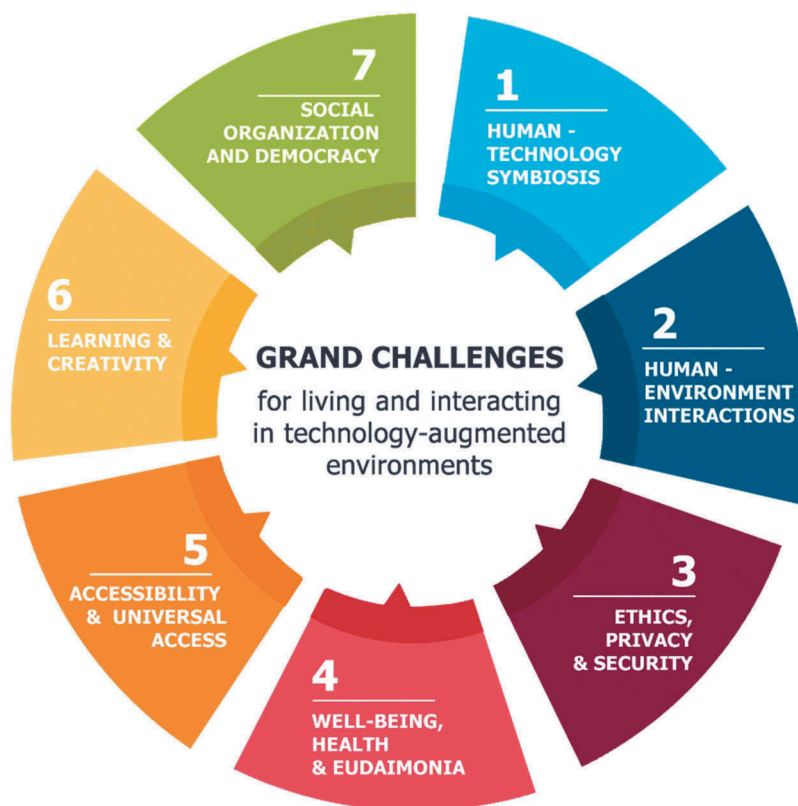 GRAND CHALLENGES
for living and interacting
in technology-augmented
environments
1
HUMAN -
TECHNOLOGY
SYMBIOSIS
2
HUMAN -
ENVIRONMENT
INTERACTIONS
3
ETHICS,
PRIVACY
& SECURITY
4
WELL-BEING,
HEALTH
& EUDAIMONIA
5
ACCESSIBILITY
& UNIVERSAL
ACCESS
6
LEARNING &
CREATIVITY
7
SOCIAL
ORGANIZATION
AND DEMOCRACY